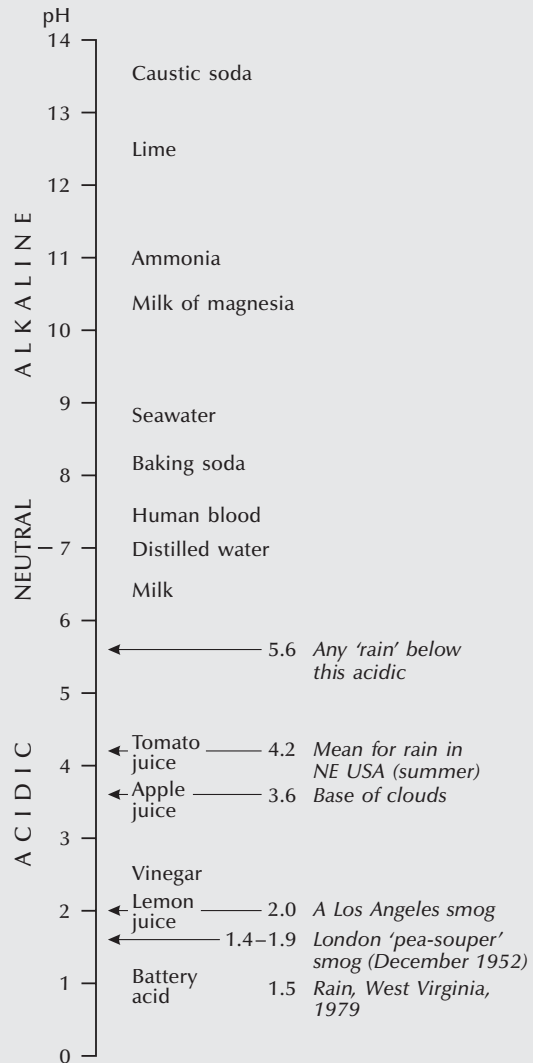 pH
14
Caustic soda
13
Lime
12
11
Ammonia
Milk of magnesia
10
ALKALINE
9
Seawater
8
Baking soda
Human blood
NEUTRAL
7
Distilled water
Milk
6
5.6 Any ‘rain’ below
this acidic
5
Tomato
juice
4.2 Mean for rain in
NE USA (summer)
4
Apple
juice
3.6 Base of clouds
ACIDIC
3
Vinegar
2
Lemon
juice
2.0 A Los Angeles smog
1.4–1.9 London ‘pea-souper’
smog (December 1952)
1
Battery
acid
1.5 Rain, West Virginia,
1979
0